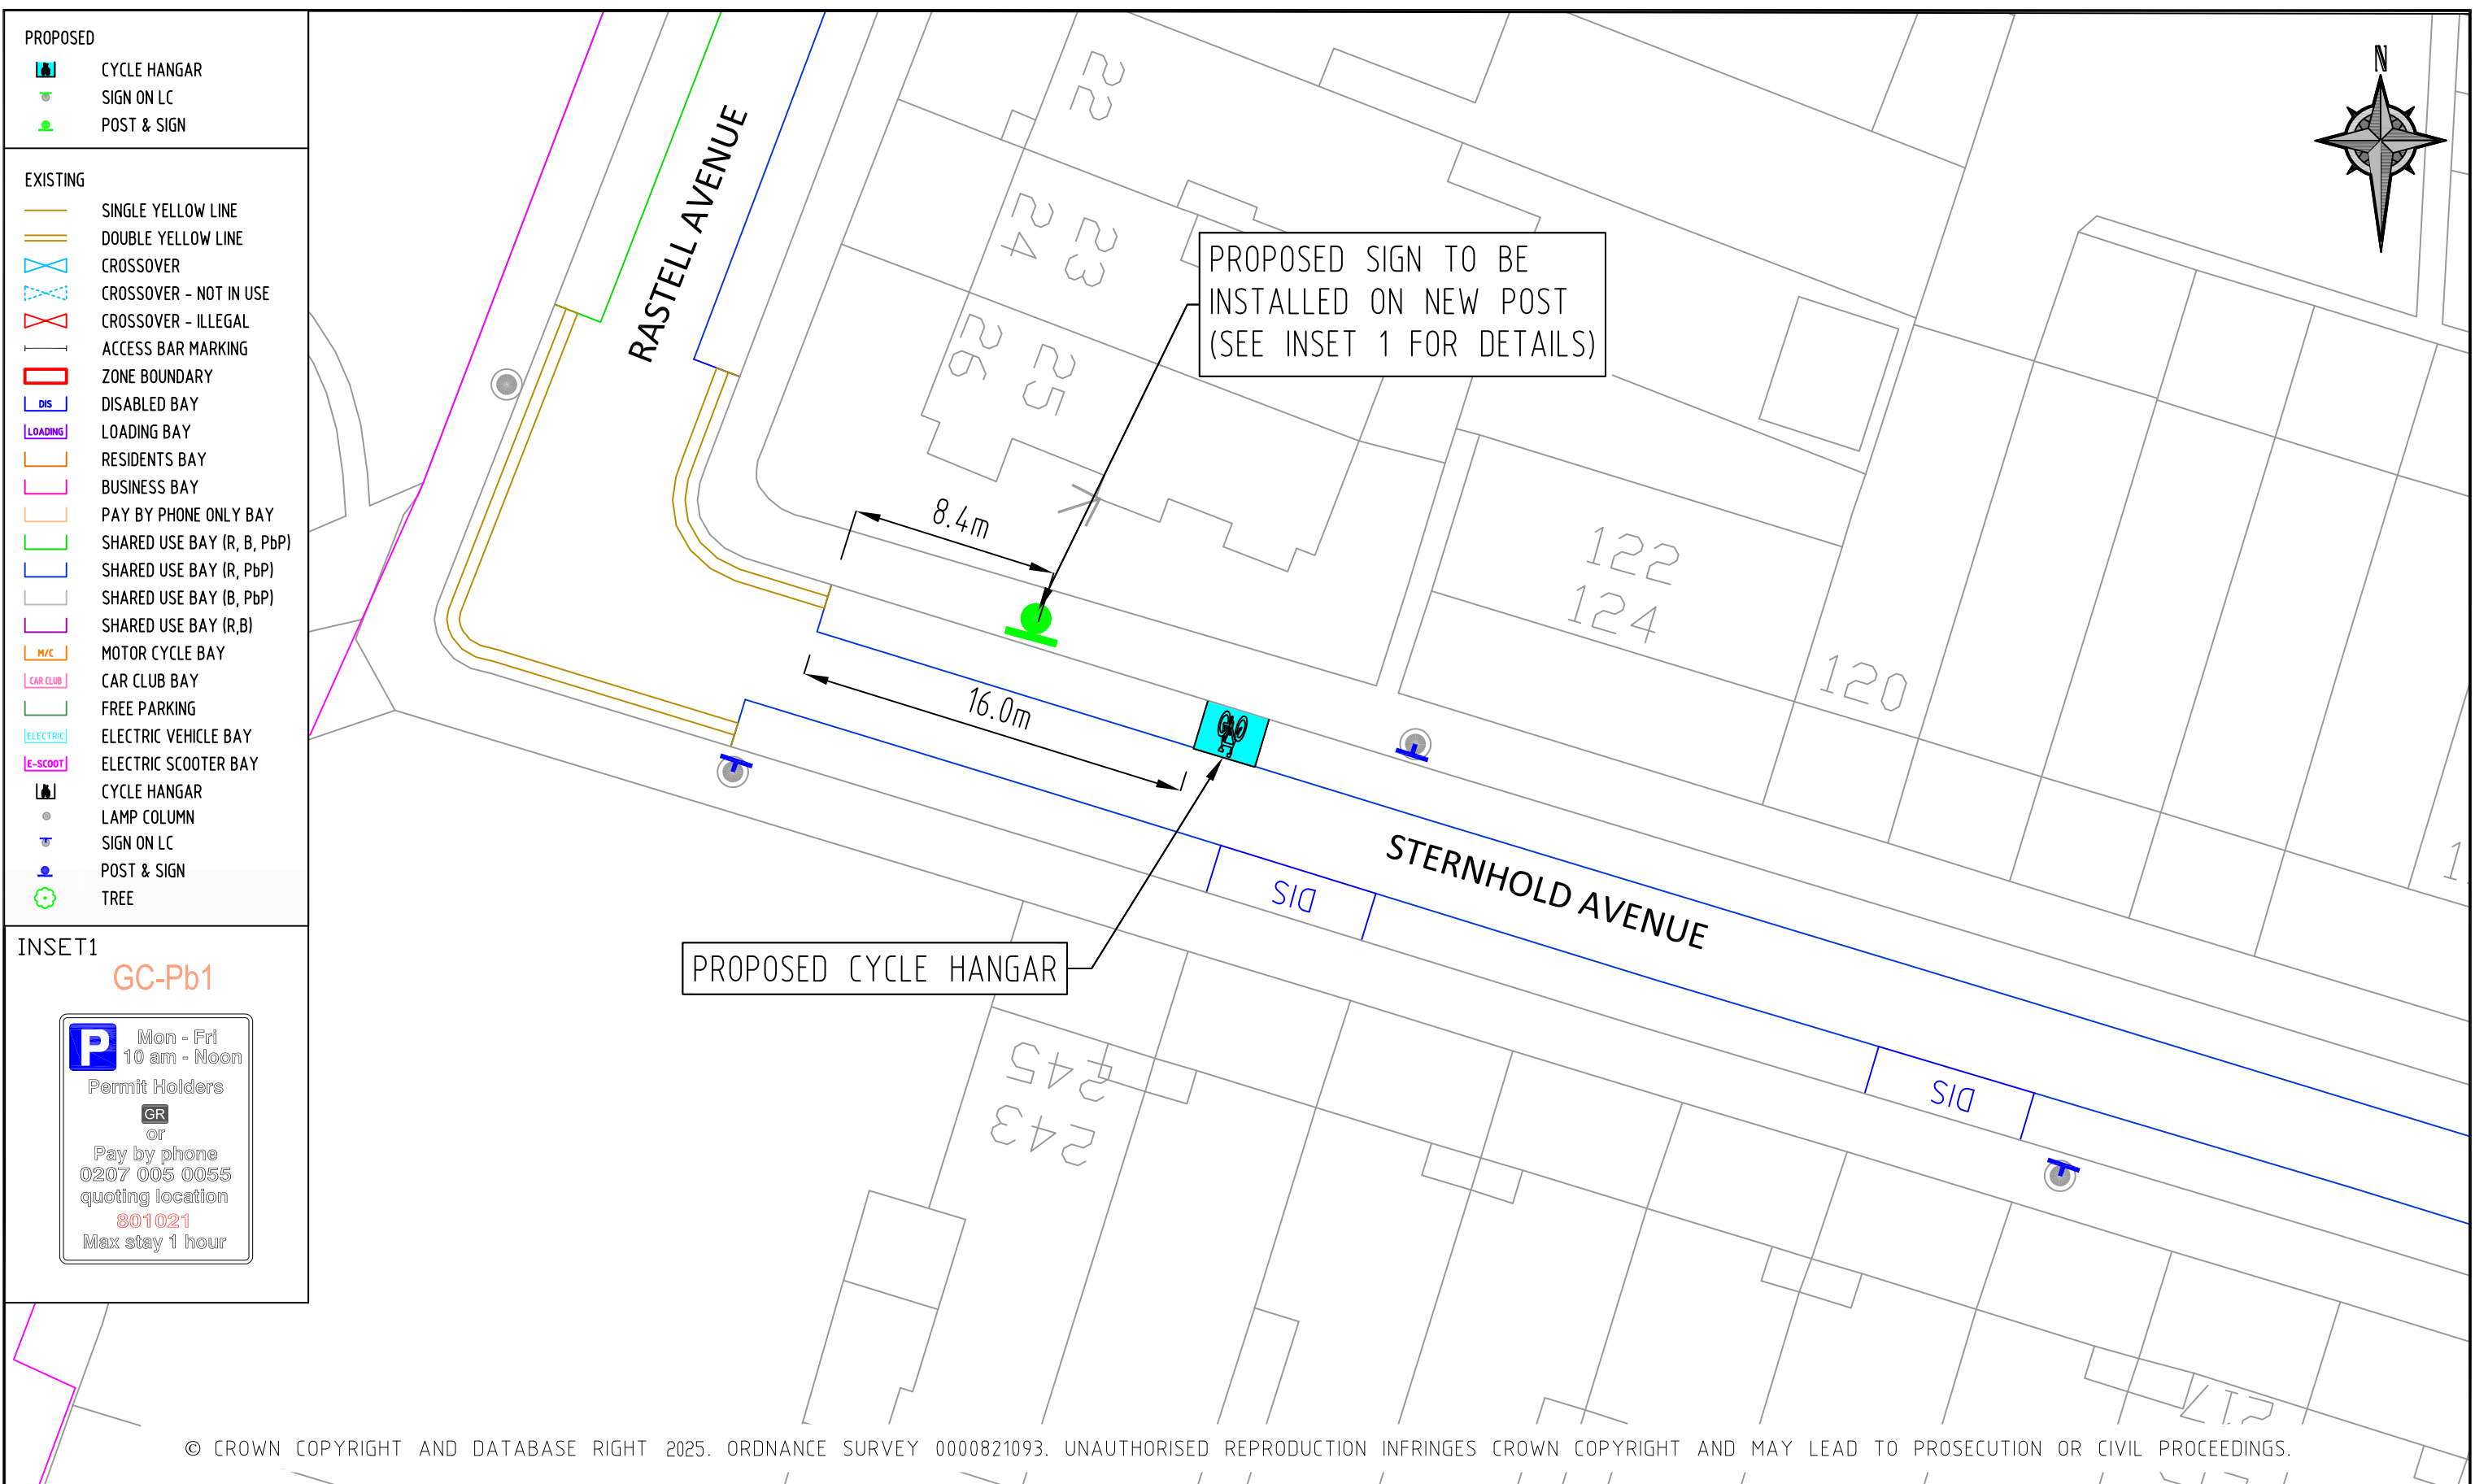 PROPOSED
CYCLE HANGAR
SIGN ON LC
POST & SIGN
EXISTING
SINGLE YELLOW LINE
DOUBLE YELLOW LINE
CROSSOVER
CROSSOVER - NOT IN USE
CROSSOVER - ILLEGAL
ACCESS BAR MARKING
ZONE BOUNDARY
DIS DISABLED BAY
LOADING LOADING BAY
RESIDENTS BAY
BUSINESS BAY
PAY BY PHONE ONLY BAY
SHARED USE BAY (R, B, PbP)
SHARED USE BAY (R, PbP)
SHARED USE BAY (B, PbP)
SHARED USE BAY (R,B)
M/C MOTOR CYCLE BAY
CAR CLUB CAR CLUB BAY
FREE PARKING
ELECTRIC ELECTRIC VEHICLE BAY
E-SCOOT ELECTRIC SCOOTER BAY
CYCLE HANGAR
LAMP COLUMN
SIGN ON LC
POST & SIGN
TREE
INSET1
GC-Pb1
P Mon - Fri
10 am - Noon
Permit Holders
GR
or
Pay by phone
0207 005 0055
quoting location
801021
Max stay 1 hour
N
RASTELL AVENUE
22
24
23
26
25
PROPOSED SIGN TO BE
INSTALLED ON NEW POST
(SEE INSET 1 FOR DETAILS)
8.4m
16.0m
122
124
120
STERNHOLD AVENUE
DIS
DIS
PROPOSED CYCLE HANGAR
245
243
217
© CROWN COPYRIGHT AND DATABASE RIGHT 2025. ORDNANCE SURVEY 0000821093. UNAUTHORISED REPRODUCTION INFRINGES CROWN COPYRIGHT AND MAY LEAD TO PROSECUTION OR CIVIL PROCEEDINGS.